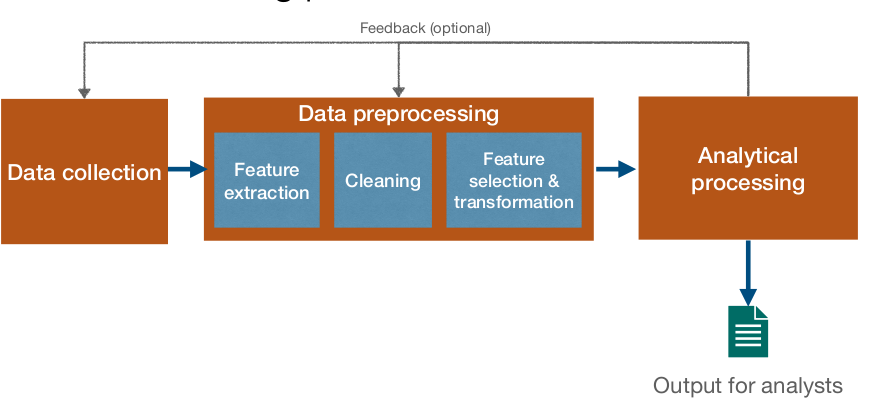 Feedback (optional)
Data preprocessing
Data collection
Feature
extraction
Cleaning
Feature
selection &
transformation
Analytical
processing
Output for analysts